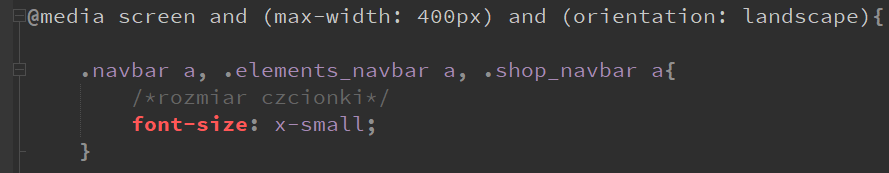 @media screen and (max-width: 400px) and (orientation: landscape){
.navbar a, .elements_navbar a, .shop_navbar a{
/*rozmiar czcionki*/
font-size: x-small;
}